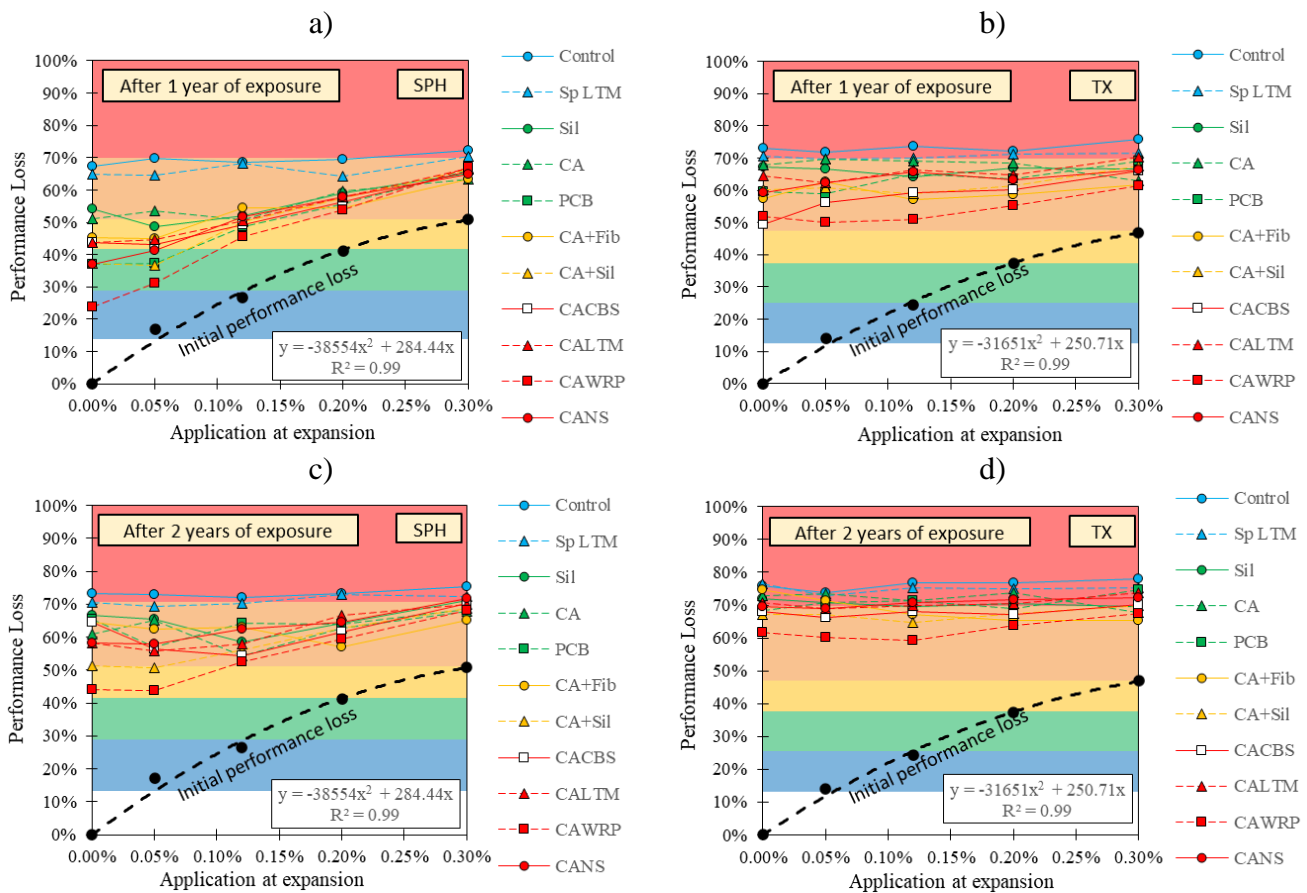 a)
After 1 year of exposure
SPH
Performance Loss
100%
90%
80%
70%
60%
50%
40%
30%
20%
10%
0%
Initial performance loss
y = -38554x² + 284.44x
R² = 0.99
0.00% 0.05% 0.10% 0.15% 0.20% 0.25% 0.30%
Application at expansion
Control
Sp LTM
Sil
CA
PCB
CA+Fib
CA+Sil
CACBS
CALTM
CAWRP
CANS
b)
After 1 year of exposure
TX
Performance Loss
100%
90%
80%
70%
60%
50%
40%
30%
20%
10%
0%
Initial performance loss
y = -31651x² + 250.71x
R² = 0.99
0.00% 0.05% 0.10% 0.15% 0.20% 0.25% 0.30%
Application at expansion
Control
Sp LTM
Sil
CA
PCB
CA+Fib
CA+Sil
CACBS
CALTM
CAWRP
CANS
c)
After 2 years of exposure
SPH
Performance Loss
100%
90%
80%
70%
60%
50%
40%
30%
20%
10%
0%
Initial performance loss
y = -38554x² + 284.44x
R² = 0.99
0.00% 0.05% 0.10% 0.15% 0.20% 0.25% 0.30%
Application at expansion
Control
Sp LTM
Sil
CA
PCB
CA+Fib
CA+Sil
CACBS
CALTM
CAWRP
CANS
d)
After 2 years of exposure
TX
Performance Loss
100%
90%
80%
70%
60%
50%
40%
30%
20%
10%
0%
Initial performance loss
y = -31651x² + 250.71x
R² = 0.99
0.00% 0.05% 0.10% 0.15% 0.20% 0.25% 0.30%
Application at expansion
Control
Sp LTM
Sil
CA
PCB
CA+Fib
CA+Sil
CACBS
CALTM
CAWRP
CANS